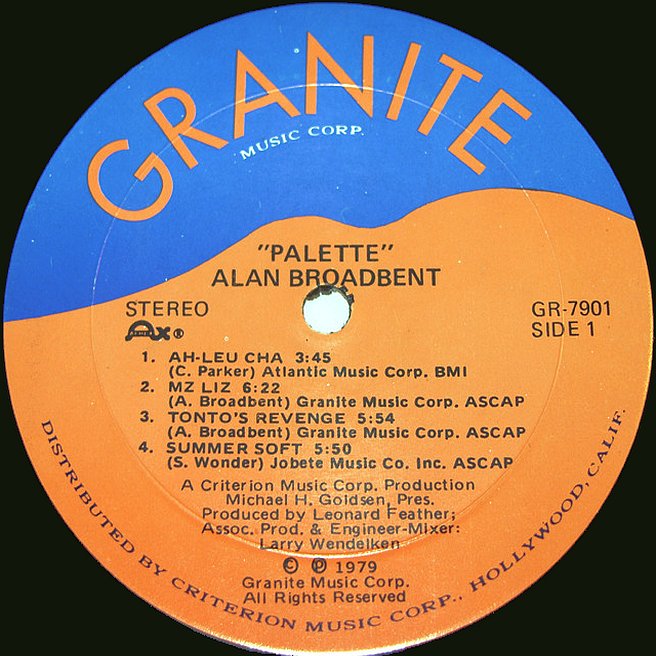 GRANITE
MUSIC CORP.
"PALETTE"
ALAN BROADBENT
STEREO
GR-7901
SIDE 1
1. AH-LEU CHA 3:45
(C. Parker) Atlantic Music Corp. BMI
2. MZ LIZ 6:22
(A. Broadbent) Granite Music Corp. ASCAP
3. TONTO'S REVENGE 5:54
(A. Broadbent) Granite Music Corp. ASCAP
4. SUMMER SOFT 5:50
(S. Wonder) Jobete Music Co. Inc. ASCAP
A Criterion Music Corp. Production
Michael H. Goldsen, Pres.
Produced by Leonard Feather;
Assoc. Prod. & Engineer-Mixer:
Larry Wendelken
© ℗ 1979
Granite Music Corp.
All Rights Reserved
DISTRIBUTED BY CRITERION MUSIC CORP., HOLLYWOOD, CALIF.